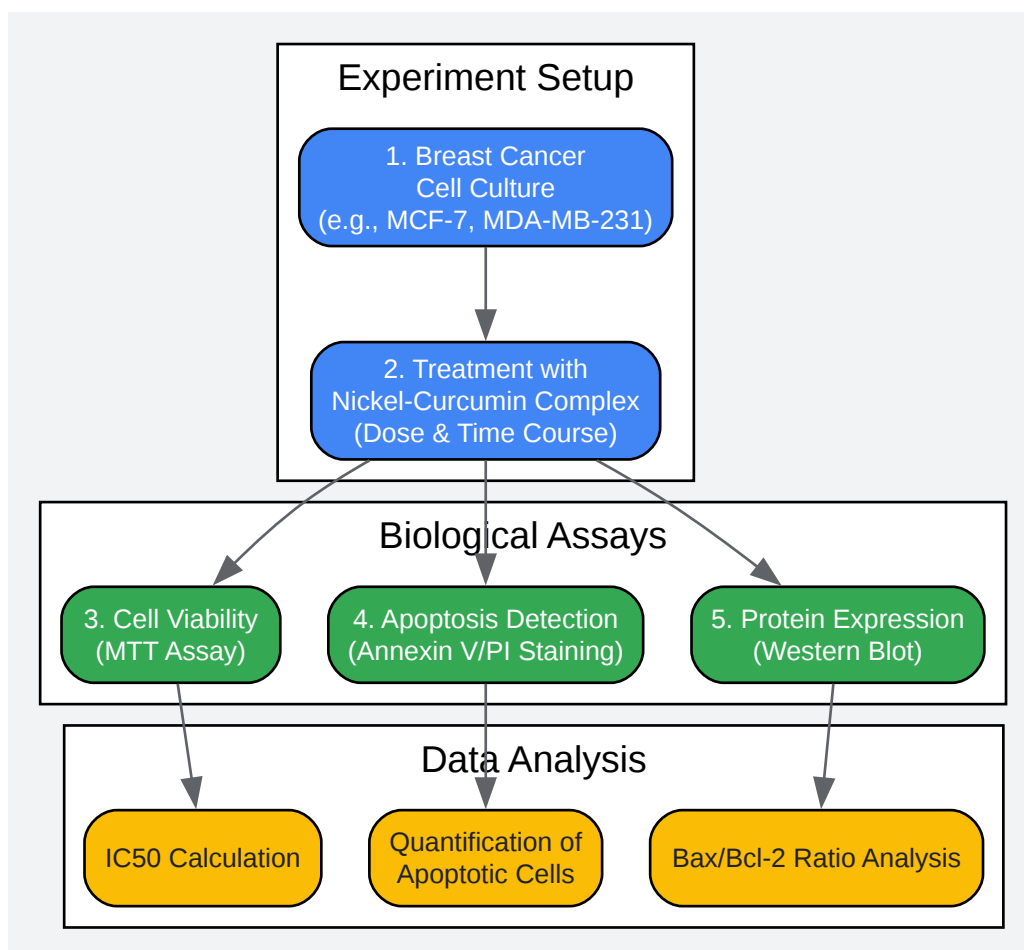 Experiment Setup
1. Breast Cancer
Cell Culture
(e.g., MCF-7, MDA-MB-231)
2. Treatment with
Nickel-Curcumin Complex
(Dose & Time Course)
Biological Assays
3. Cell Viability
(MTT Assay)
4. Apoptosis Detection
(Annexin V/PI Staining)
5. Protein Expression
(Western Blot)
Data Analysis
IC50 Calculation
Quantification of
Apoptotic Cells
Bax/Bcl-2 Ratio Analysis